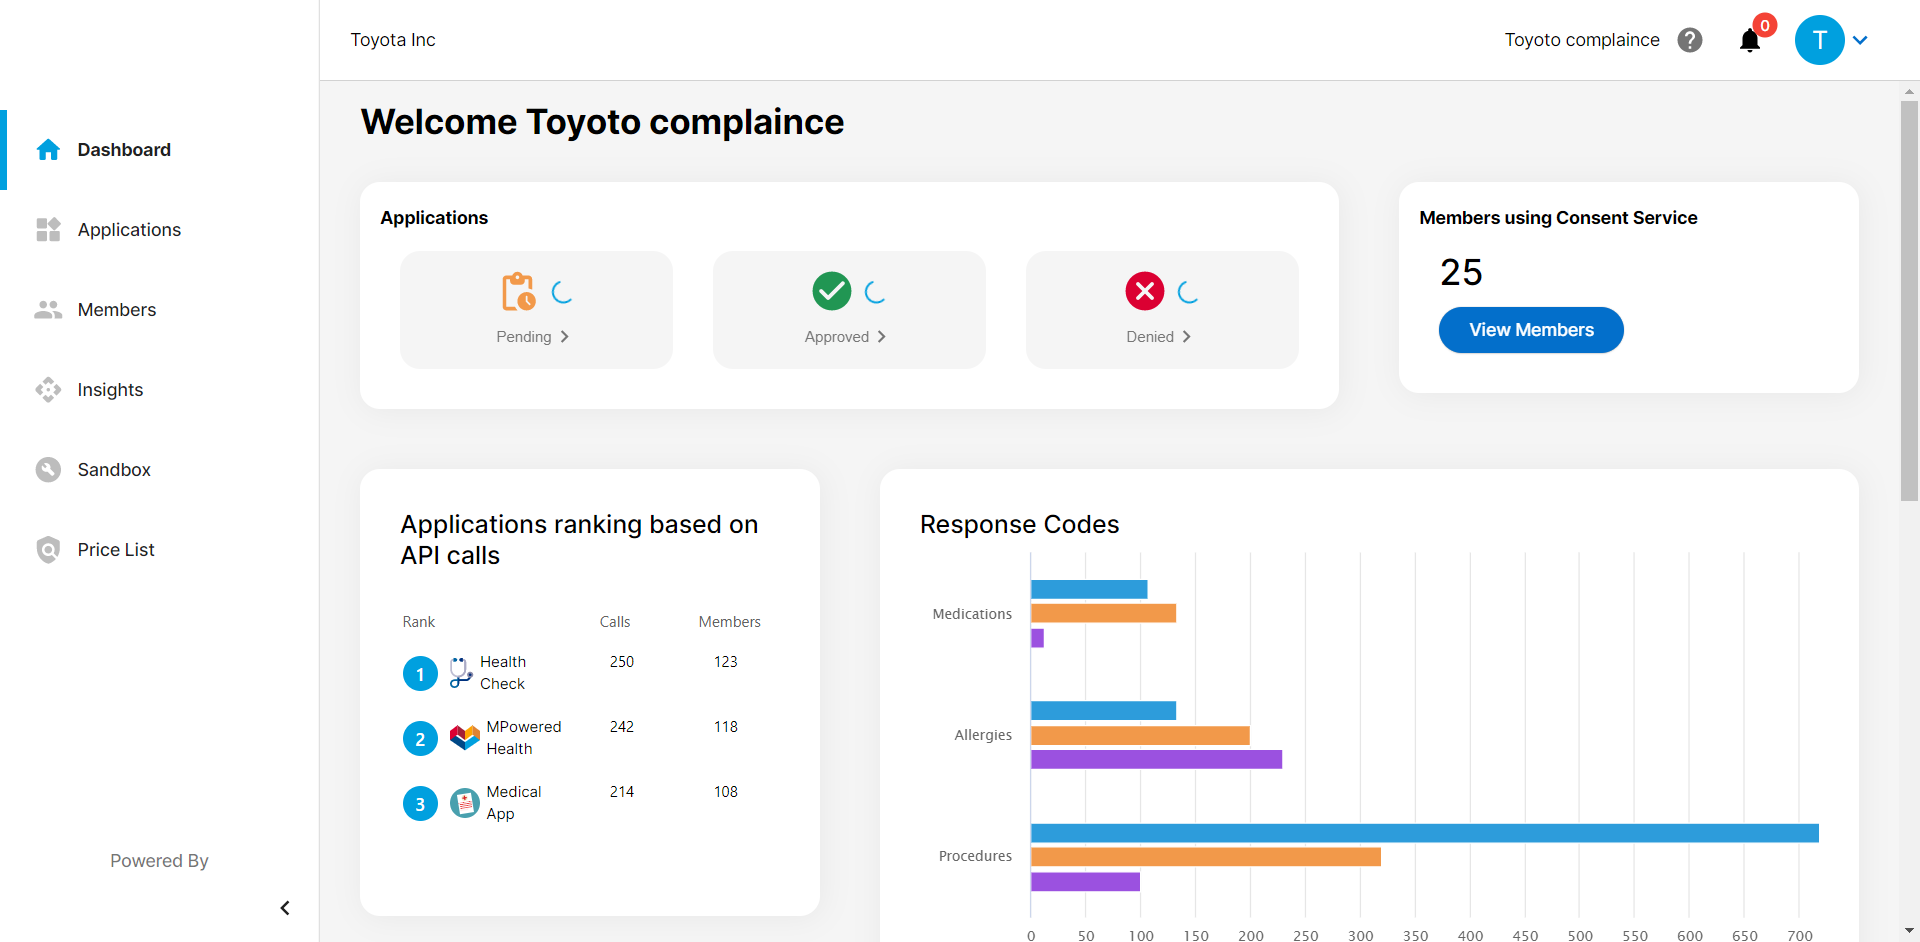 Toyota Inc
Toyoto complaince
0
T
Dashboard
Applications
Members
Insights
Sandbox
Price List
Powered By
Welcome Toyoto complaince
Applications
Pending
Approved
Denied
Members using Consent Service
25
View Members
Applications ranking based on
API calls
Rank Calls Members
1 Health Check 250 123
2 MPowered Health 242 118
3 Medical App 214 108
Response Codes
Medications
Allergies
Procedures
0 50 100 150 200 250 300 350 400 450 500 550 600 650 700